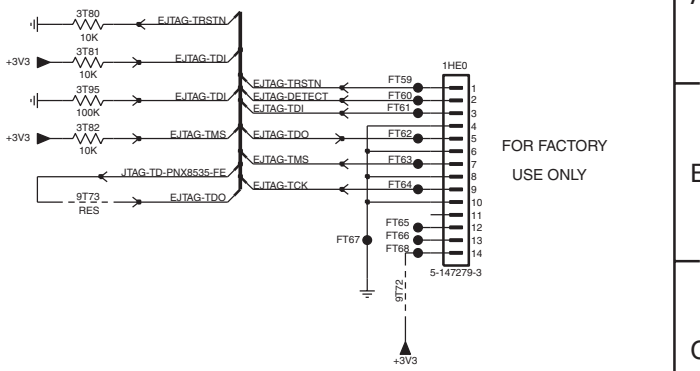 3T80
EJTAG-TRSTN
10K
3T81
+3V3
EJTAG-TDI
10K
3T95
EJTAG-TDI
100K
3T82
+3V3
EJTAG-TMS
10K
JTAG-TD-PNX8535-FE
9T73
EJTAG-TDO
RES
EJTAG-TRSTN
EJTAG-DETECT
EJTAG-TDI
EJTAG-TDO
EJTAG-TMS
EJTAG-TCK
FT59
FT60
FT61
FT62
FT63
FT64
FT65
FT66
FT68
FT67
1HE0
1
2
3
4
5
6
7
8
9
10
11
12
13
14
5-147279-3
9T72
+3V3
FOR FACTORY
USE ONLY